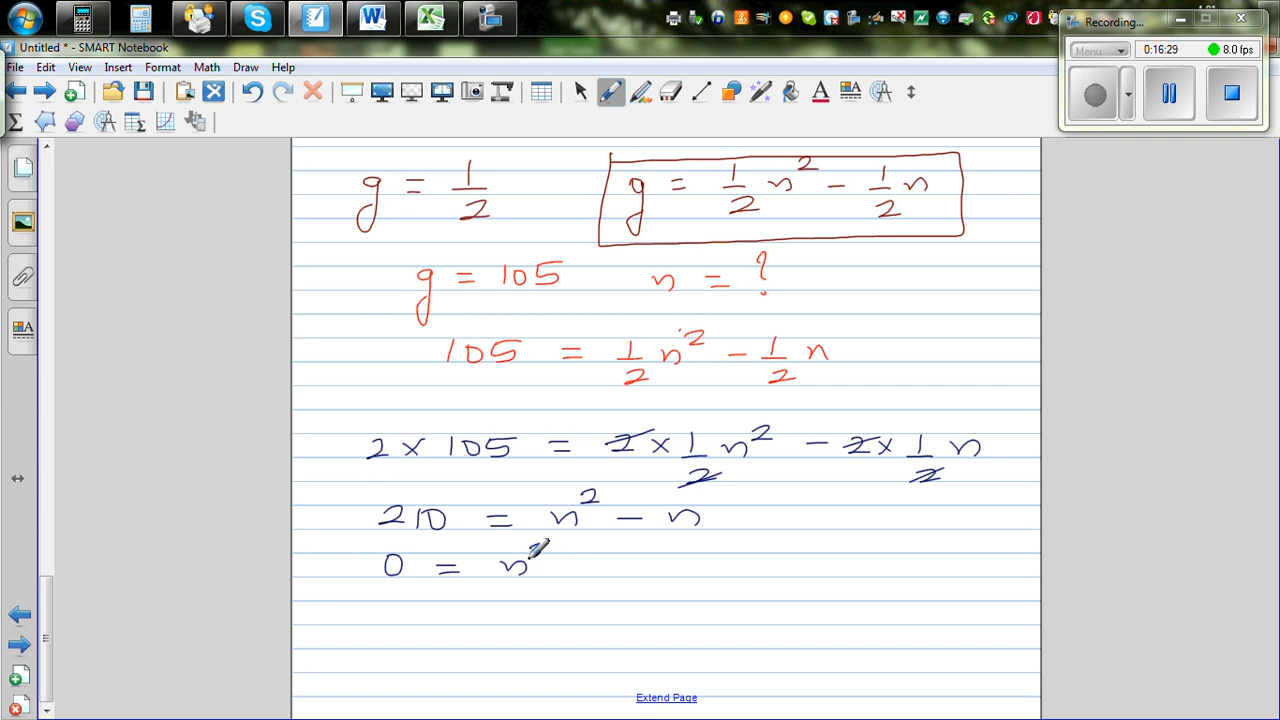 Untitled * - SMART Notebook
File Edit View Insert Format Math Draw Help
Recording...
Menu
0:16:29
8.0 fps
g = 1/2
g = 1/2 n² - 1/2 n
g = 105 n = ?
105 = 1/2 n² - 1/2 n
2 × 105 = 2 × 1/2 n² - 2 × 1/2 n
210 = n² - n
0 = n²
Extend Page